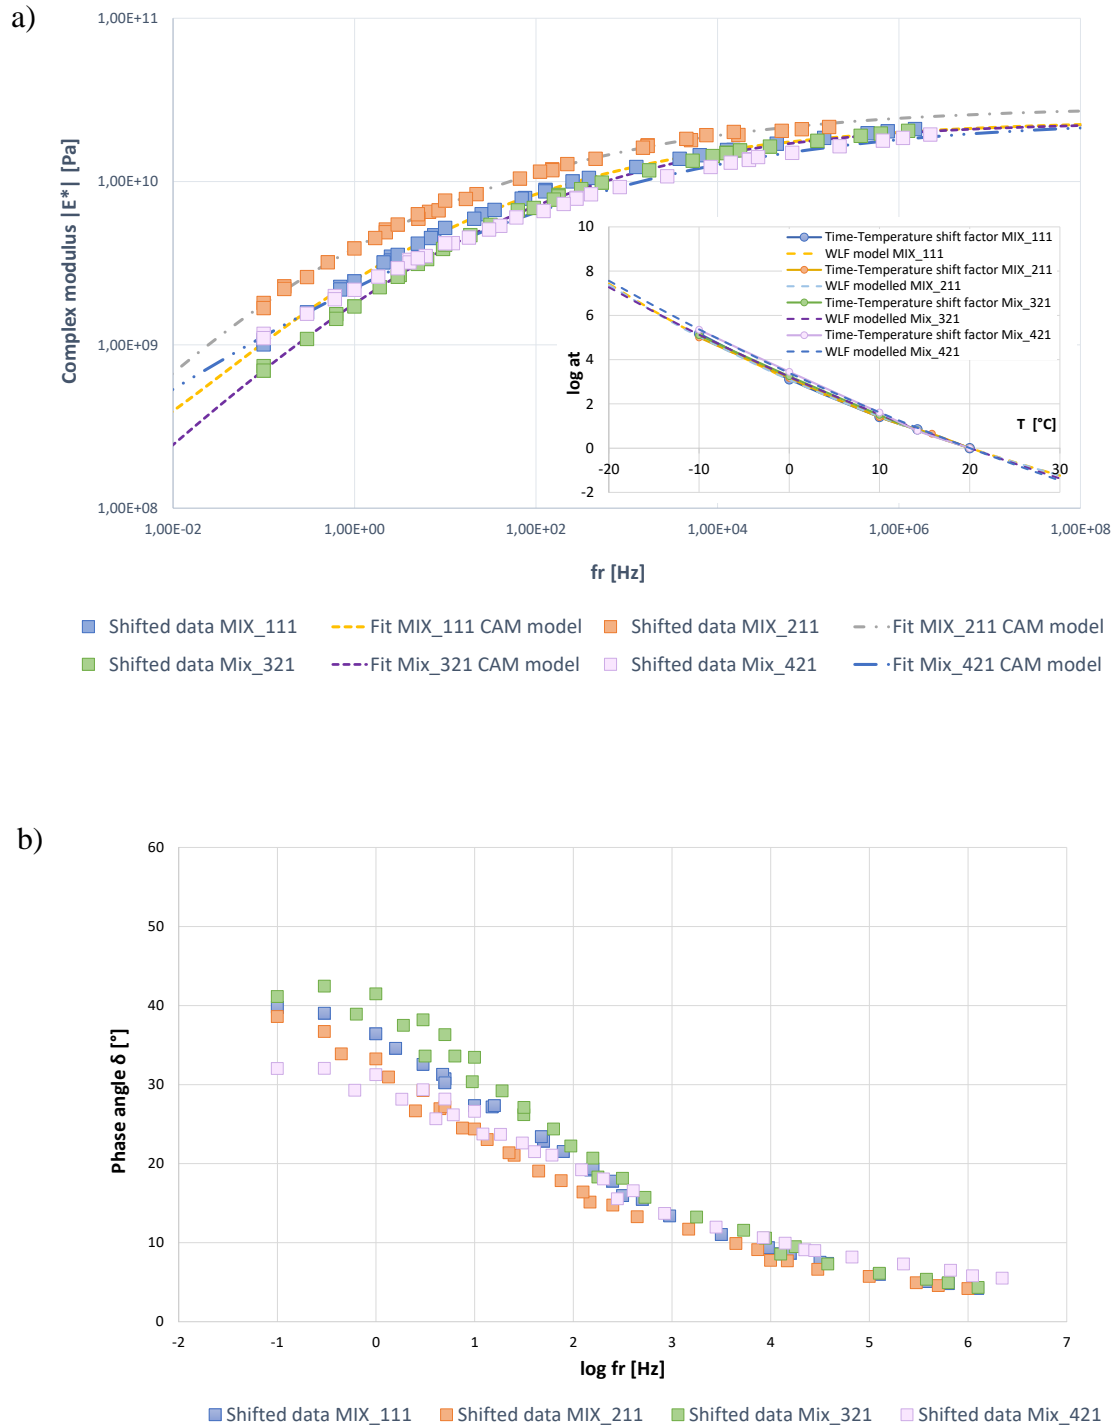 a)
1,00E+11
1,00E+10
1,00E+09
1,00E+08
Complex modulus |E*| [Pa]
1,00E-02 1,00E+00 1,00E+02 1,00E+04 1,00E+06 1,00E+08
fr [Hz]
10
8
6
4
2
0
-2
log at
-20 -10 0 10 20 30
T [°C]
Time-Temperature shift factor MIX_111
WLF model MIX_111
Time-Temperature shift factor MIX_211
WLF modelled MIX_211
Time-Temperature shift factor Mix_321
WLF modelled Mix_321
Time-Temperature shift factor Mix_421
WLF modelled Mix_421
Shifted data MIX_111 Fit MIX_111 CAM model Shifted data MIX_211 Fit MIX_211 CAM model
Shifted data Mix_321 Fit Mix_321 CAM model Shifted data Mix_421 Fit Mix_421 CAM model
b)
60
50
40
30
20
10
0
Phase angle δ [°]
-2 -1 0 1 2 3 4 5 6 7
log fr [Hz]
Shifted data MIX_111 Shifted data MIX_211 Shifted data Mix_321 Shifted data Mix_421